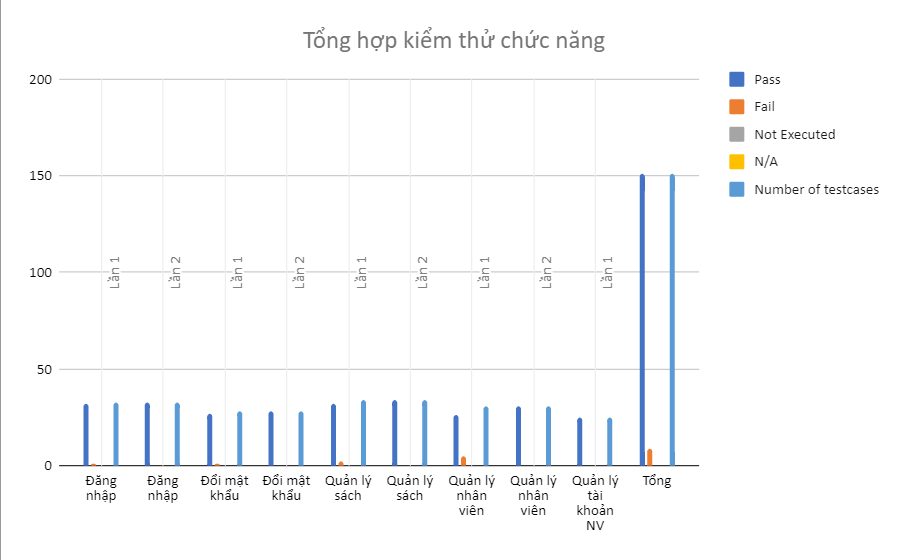 Tổng hợp kiểm thử chức năng
200
150
100
50
0
Pass
Fail
Not Executed
N/A
Number of testcases
Lần 1
Lần 2
Lần 1
Lần 2
Lần 1
Lần 2
Lần 1
Lần 2
Lần 1
Đăng
nhập
Đăng
nhập
Đổi mật
khẩu
Đổi mật
khẩu
Quản lý
sách
Quản lý
sách
Quản lý
nhân
viên
Quản lý
nhân
viên
Quản lý
tài
khoản
NV
Tổng